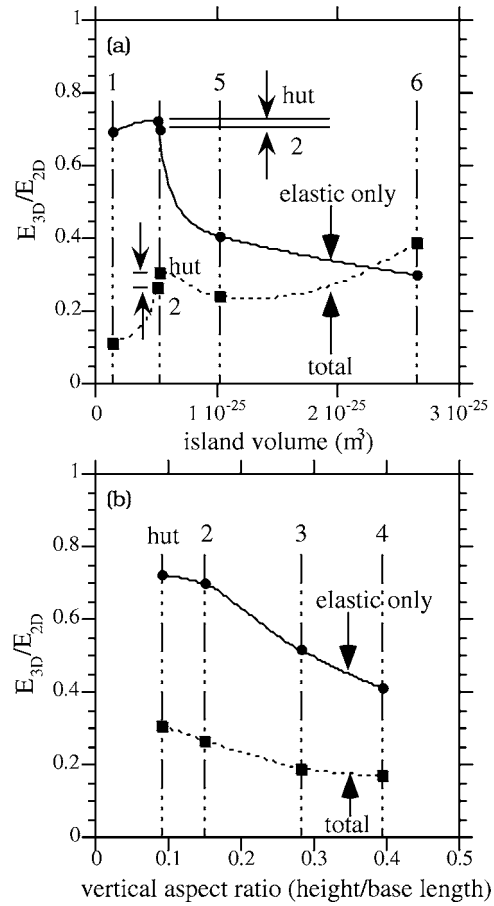 (a)
1
5
6
hut
2
elastic only
hut
2
total
1
0.8
0.6
0.4
0.2
0
E3D/E2D
0
1 10-25
2 10-25
3 10-25
island volume (m3)
(b)
hut
2
3
4
elastic only
total
1
0.8
0.6
0.4
0.2
0
E3D/E2D
0
0.1
0.2
0.3
0.4
0.5
vertical aspect ratio (height/base length)